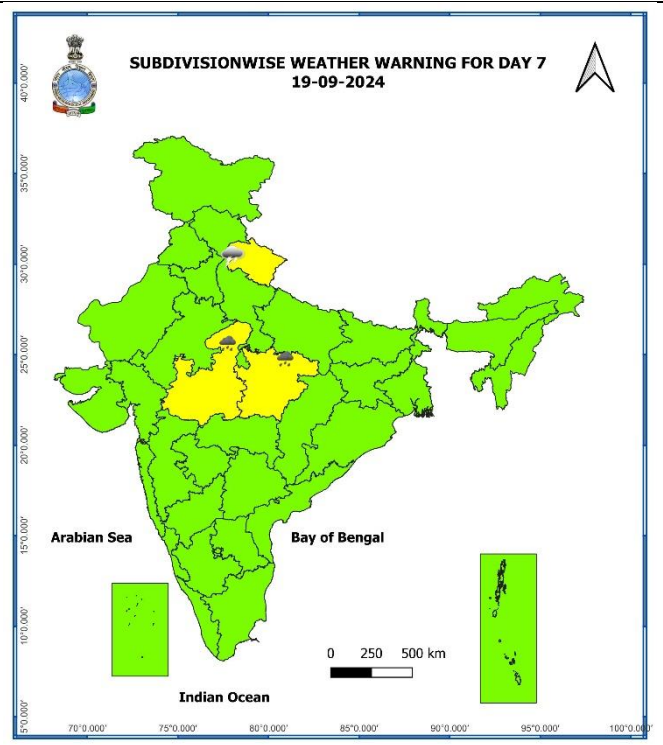 SUBDIVISIONWISE WEATHER WARNING FOR DAY 7
19-09-2024
40°0.000'
35°0.000'
30°0.000'
25°0.000'
20°0.000'
15°0.000'
10°0.000'
5°0.000'
Arabian Sea
Bay of Bengal
0 250 500 km
Indian Ocean
70°0.000' 75°0.000' 80°0.000' 85°0.000' 90°0.000' 95°0.000' 100°0.000'